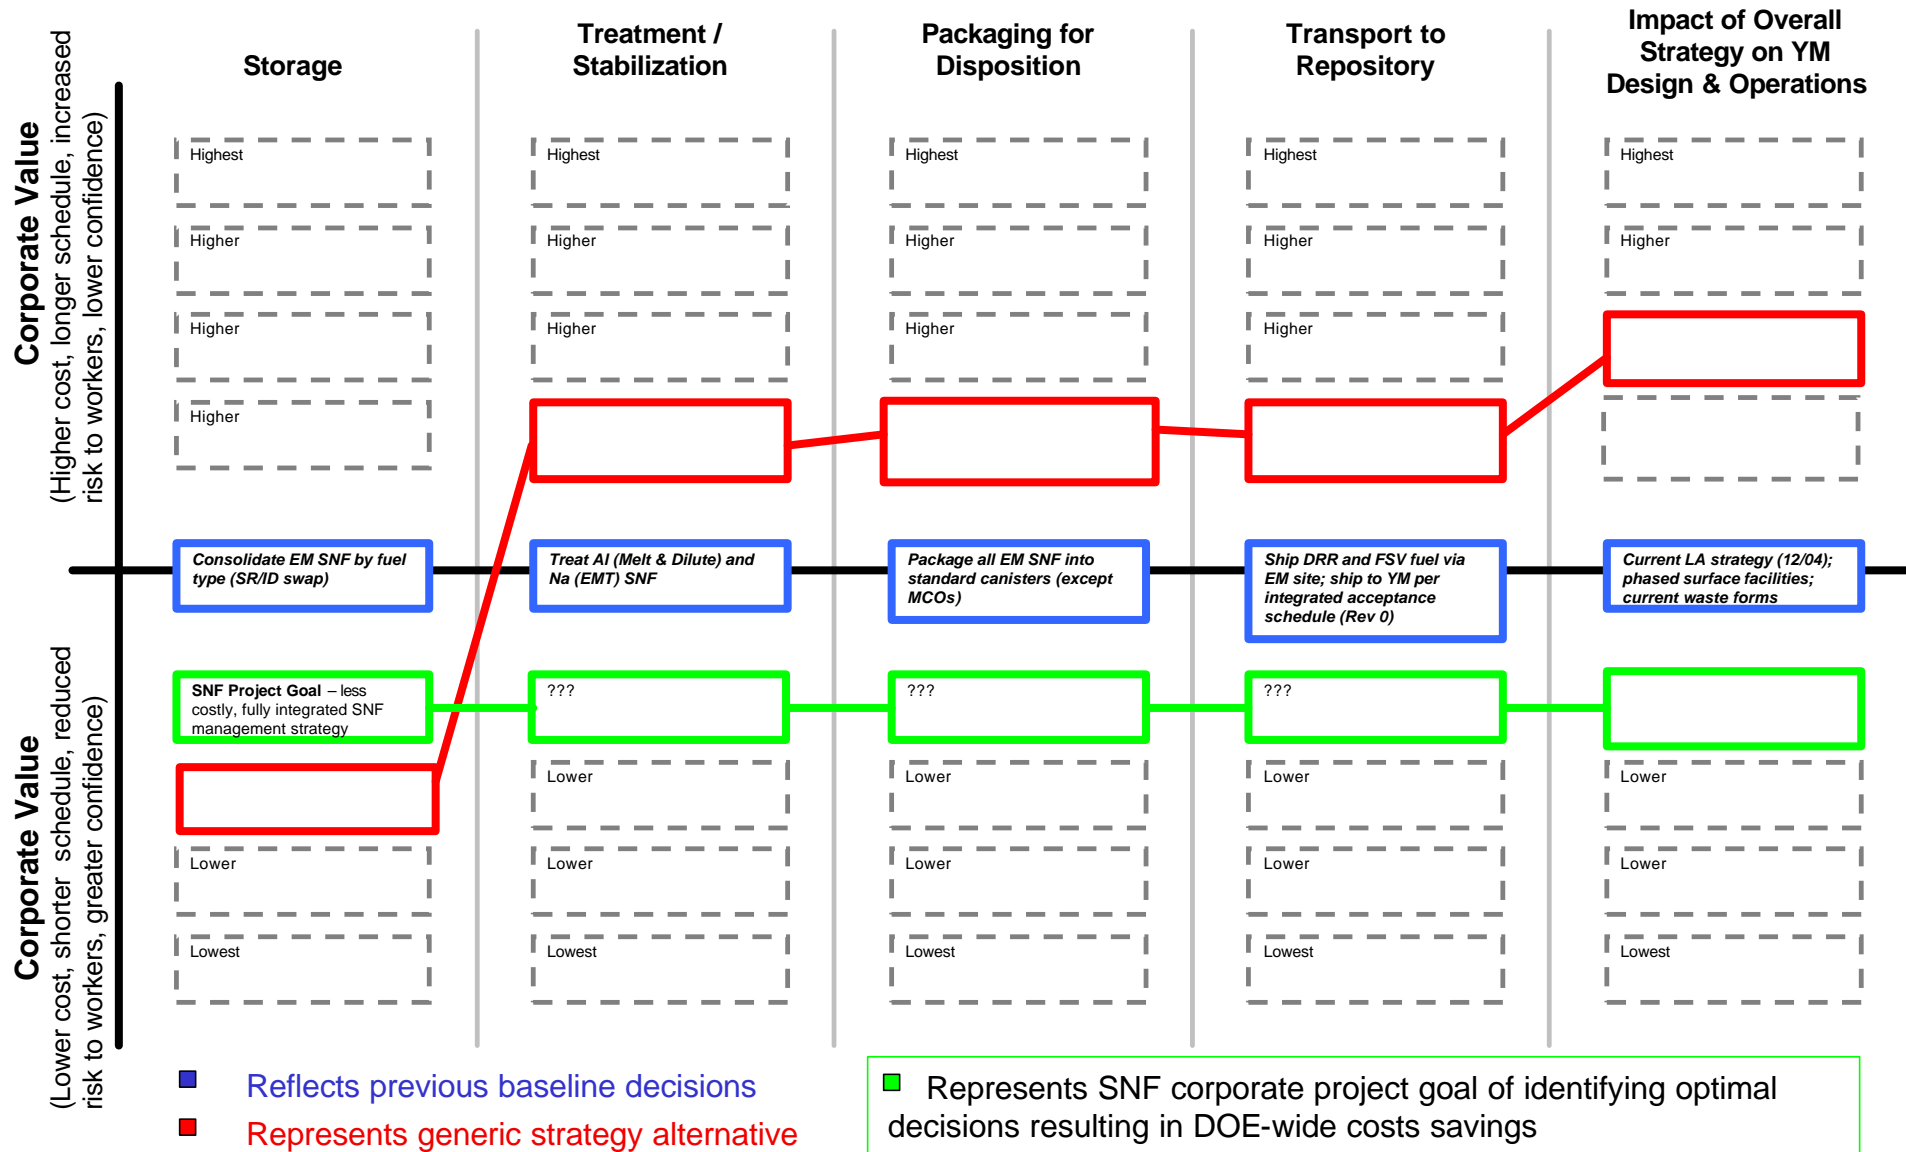 Storage
Treatment /
Stabilization
Packaging for
Disposition
Transport to
Repository
Impact of Overall
Strategy on YM
Design & Operations
Corporate Value
(Higher cost, longer schedule, increased
risk to workers, lower confidence)
Highest
Highest
Highest
Highest
Highest
Higher
Higher
Higher
Higher
Higher
Higher
Higher
Higher
Higher
Higher
Consolidate EM SNF by fuel
type (SR/ID swap)
Treat Al (Melt & Dilute) and
Na (EMT) SNF
Package all EM SNF into
standard canisters (except
MCOs)
Ship DRR and FSV fuel via
EM site; ship to YM per
integrated acceptance
schedule (Rev 0)
Current LA strategy (12/04);
phased surface facilities;
current waste forms
Corporate Value
(Lower cost, shorter schedule, reduced
risk to workers, greater confidence)
SNF Project Goal – less
costly, fully integrated SNF
management strategy
???
???
???
Lower
Lower
Lower
Lower
Lower
Lower
Lower
Lower
Lower
Lowest
Lowest
Lowest
Lowest
Lowest
Reflects previous baseline decisions
Represents generic strategy alternative
Represents SNF corporate project goal of identifying optimal
decisions resulting in DOE-wide costs savings